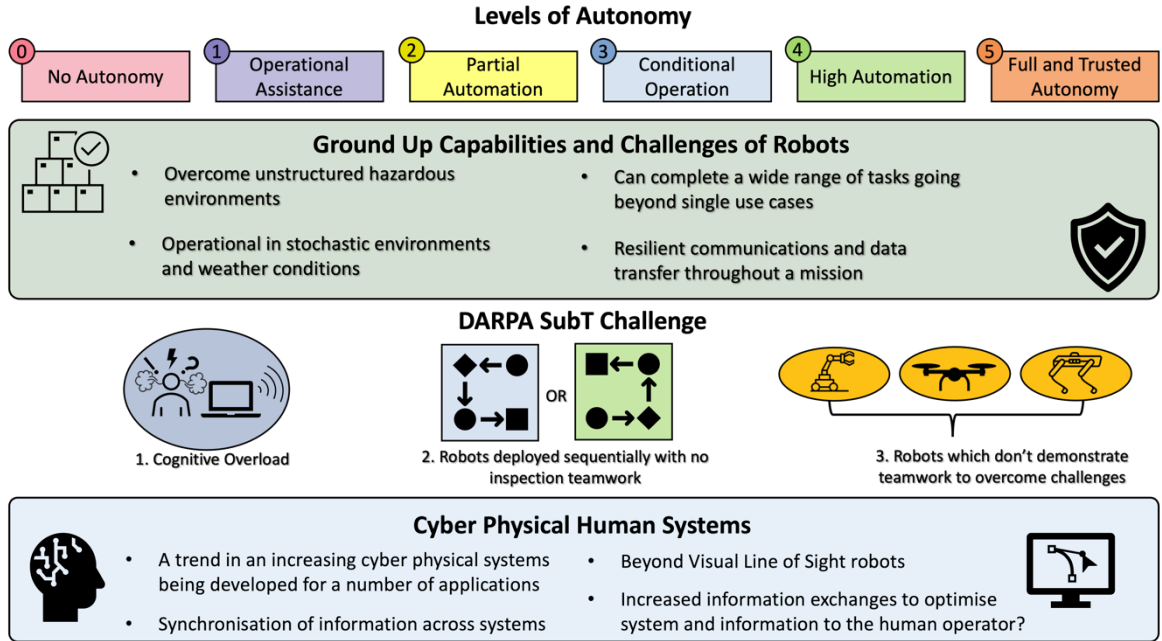 Levels of Autonomy
0
No Autonomy
1
Operational
Assistance
2
Partial
Automation
3
Conditional
Operation
4
High Automation
5
Full and Trusted
Autonomy
Ground Up Capabilities and Challenges of Robots
• Overcome unstructured hazardous
environments
• Operational in stochastic environments
and weather conditions
• Can complete a wide range of tasks going
beyond single use cases
• Resilient communications and data
transfer throughout a mission
DARPA SubT Challenge
1. Cognitive Overload
OR
2. Robots deployed sequentially with no
inspection teamwork
3. Robots which don't demonstrate
teamwork to overcome challenges
Cyber Physical Human Systems
• A trend in an increasing cyber physical systems
being developed for a number of applications
• Synchronisation of information across systems
• Beyond Visual Line of Sight robots
• Increased information exchanges to optimise
system and information to the human operator?